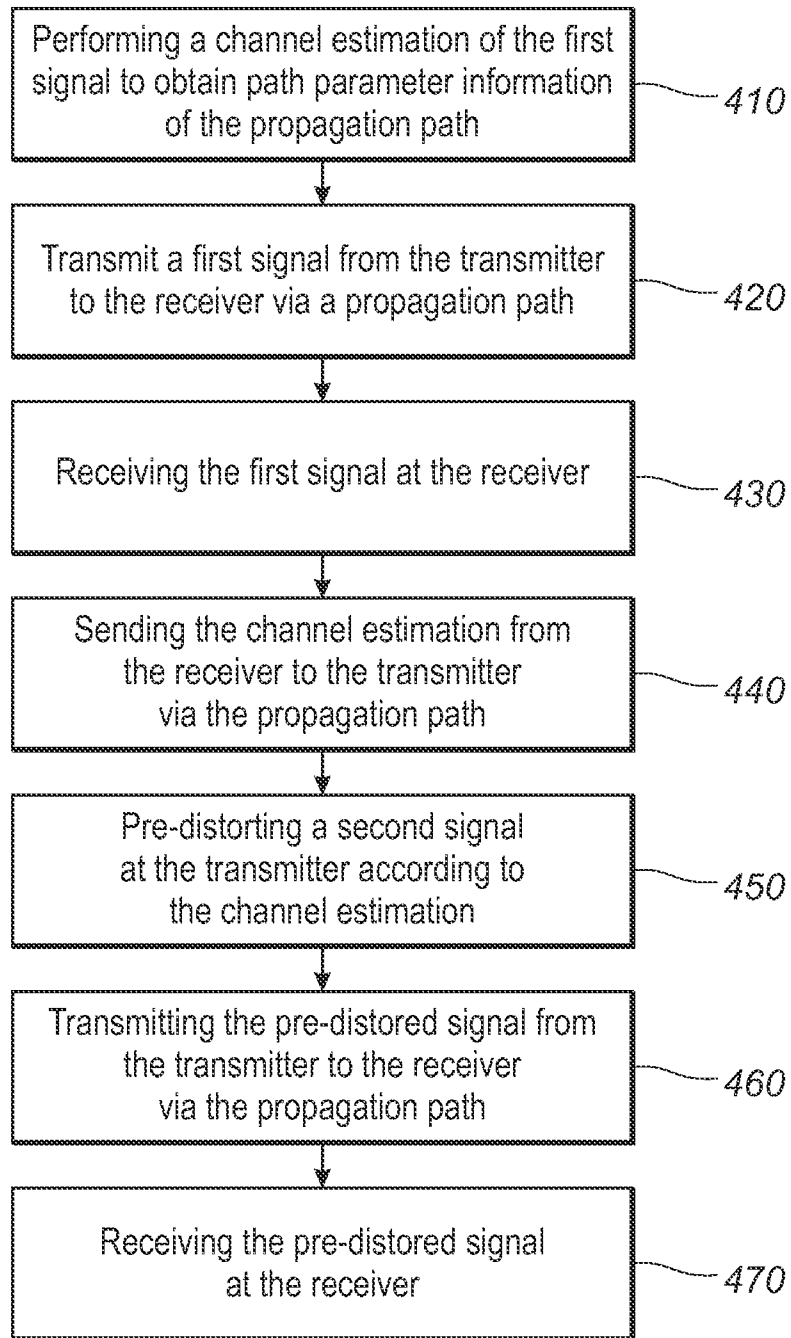 Performing a channel estimation of the first
signal to obtain path parameter information
of the propagation path
410
Transmit a first signal from the transmitter
to the receiver via a propagation path
420
Receiving the first signal at the receiver
430
Sending the channel estimation from
the receiver to the transmitter
via the propagation path
440
Pre-distorting a second signal
at the transmitter according to
the channel estimation
450
Transmitting the pre-distored signal from
the transmitter to the receiver
via the propagation path
460
Receiving the pre-distored signal
at the receiver
470